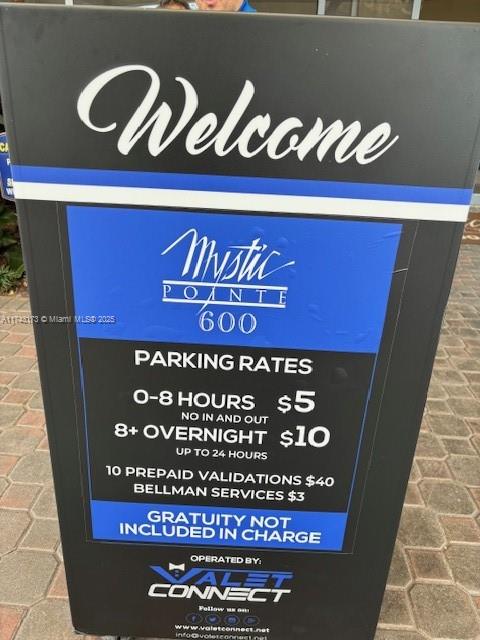 Welcome
Mystic
POINTE
600
A11743173 © Miami MLS® 2025
PARKING RATES
0-8 HOURS $5
NO IN AND OUT
8+ OVERNIGHT $10
UP TO 24 HOURS
10 PREPAID VALIDATIONS $40
BELLMAN SERVICES $3
GRATUITY NOT
INCLUDED IN CHARGE
OPERATED BY:
VALET
CONNECT
Follow us on:
www.valetconnect.net
info@valetconnect.net